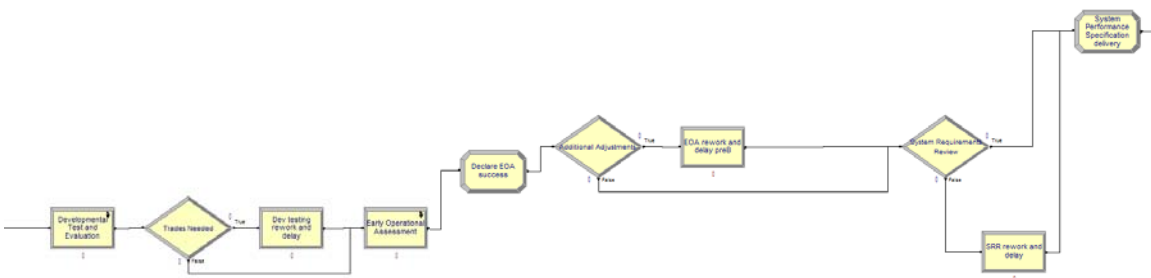 Developmental
Test and
Evaluation
Trades Needed
True
False
Dev testing
rework and
delay
Early Operational
Assessment
Declare EOA
success
Additional Adjustments
True
False
EOA rework and
delay preB
System Requirements
Review
True
False
SRR rework and
delay
System
Performance
Specification
delivery